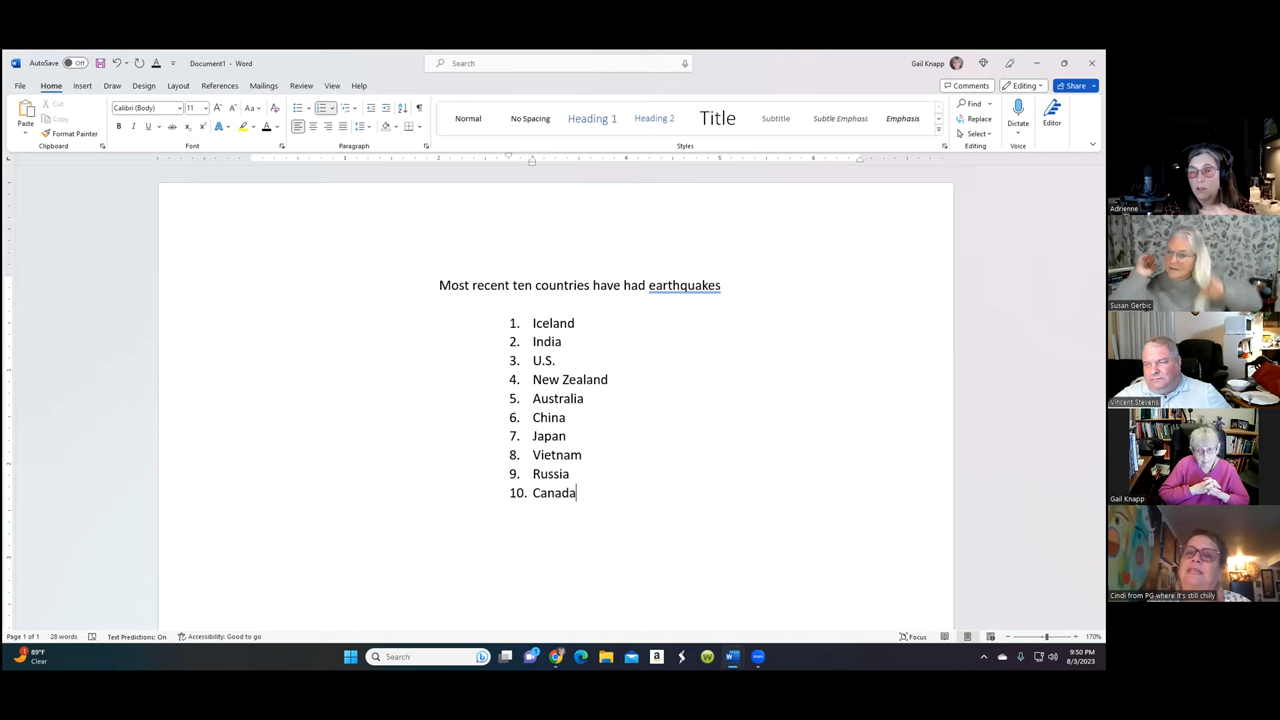 AutoSave Off Document1 - Word Search Gail Knapp
File Home Insert Draw Design Layout References Mailings Review View Help Comments Editing Share
Cut Calibri (Body) 11 Normal No Spacing Heading 1 Heading 2 Title Subtitle Subtle Emphasis Emphasis Find
Copy Replace
Paste Format Painter B I U ab x₂ x² A A Select Dictate Editor
Clipboard Font Paragraph Styles Editing Voice
Most recent ten countries have had earthquakes
1. Iceland
2. India
3. U.S.
4. New Zealand
5. Australia
6. China
7. Japan
8. Vietnam
9. Russia
10. Canada
Adrienne
Susan Gerbic
Vincent Stevens
Gail Knapp
Cindi from PG where it's still chilly
Page 1 of 1 28 words Text Predictions: On Accessibility: Good to go Focus 170%
89°F
Clear
Search
9:50 PM
8/3/2023